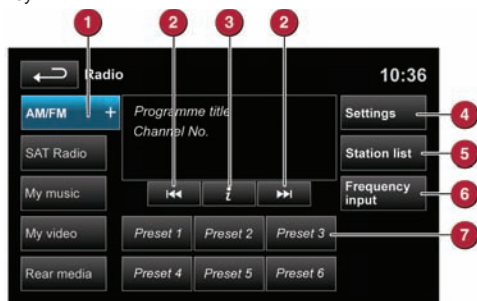 1 2 3 2
Radio 10:36
AM/FM + Programme title Settings 4
Channel No.
SAT Radio Station list 5
My music i Frequency input 6
My video Preset 1 Preset 2 Preset 3 7
Rear media Preset 4 Preset 5 Preset 6